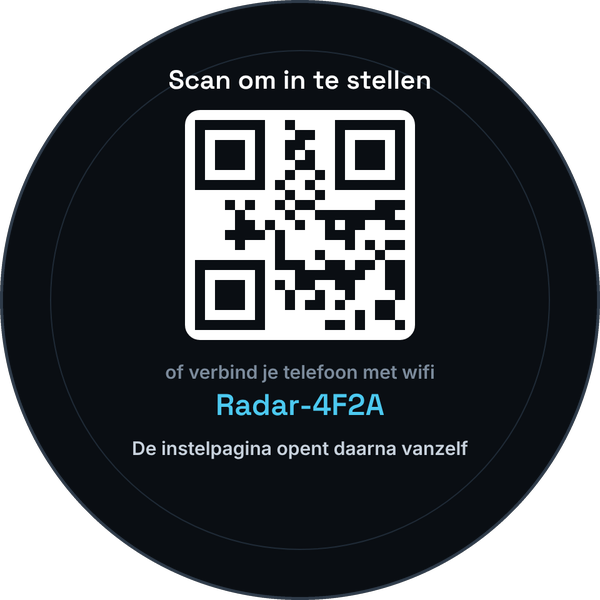 Scan om in te stellen
of verbind je telefoon met wifi
Radar-4F2A
De instelpagina opent daarna vanzelf